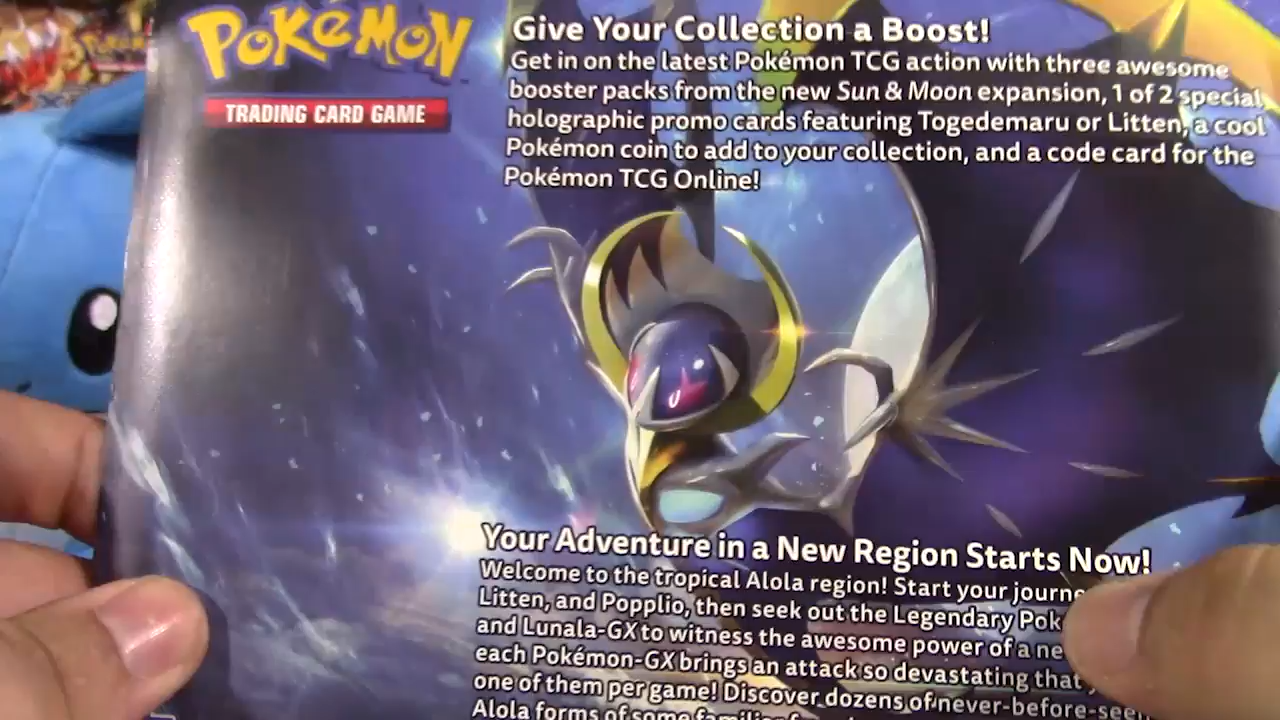 POKéMON
TRADING CARD GAME
Give Your Collection a Boost!
Get in on the latest Pokémon TCG action with three awesome
booster packs from the new Sun & Moon expansion, 1 of 2 special
holographic promo cards featuring Togedemaru or Litten, a cool
Pokémon coin to add to your collection, and a code card for the
Pokémon TCG Online!
Your Adventure in a New Region Starts Now!
Welcome to the tropical Alola region! Start your journe
Litten, and Popplio, then seek out the Legendary Pok
and Lunala-GX to witness the awesome power of a ne
each Pokémon-GX brings an attack so devastating that
one of them per game! Discover dozens of never-before-see
Alola forms of some